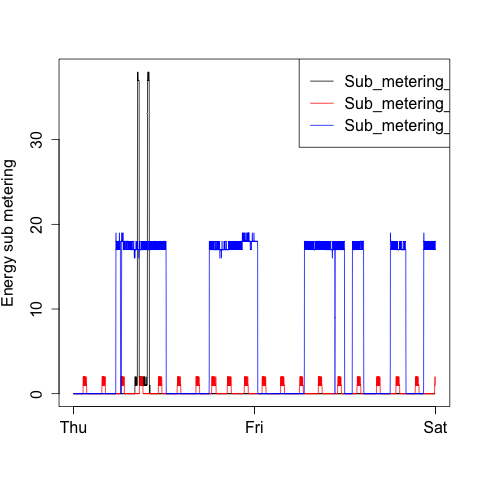 Sub_metering_
Sub_metering_
Sub_metering_
Energy sub metering
30
20
10
0
Thu Fri Sat